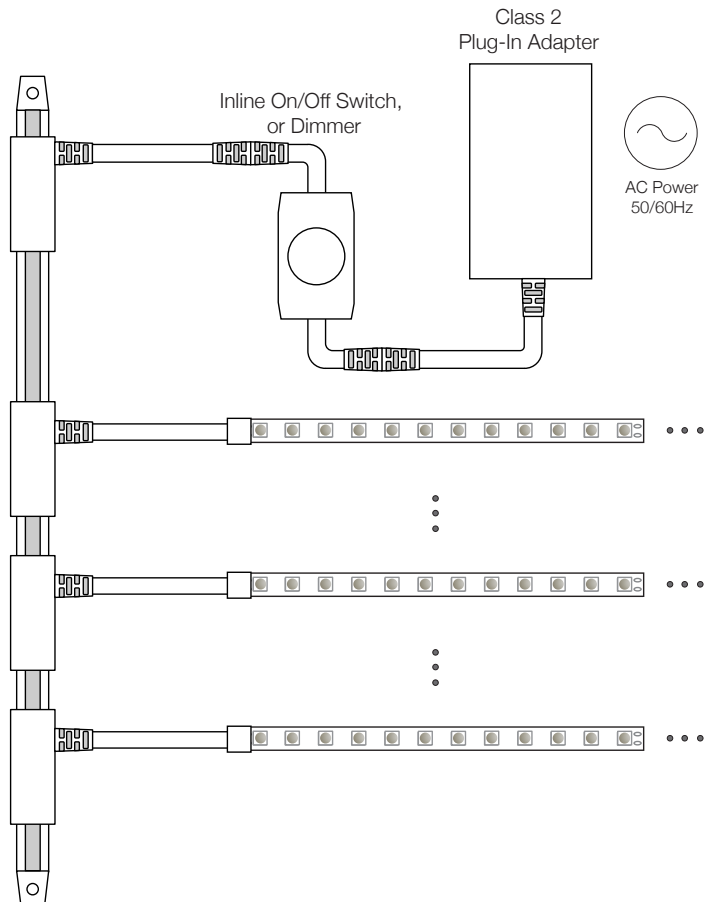 Class 2
Plug-In Adapter
Inline On/Off Switch,
or Dimmer
AC Power
50/60Hz